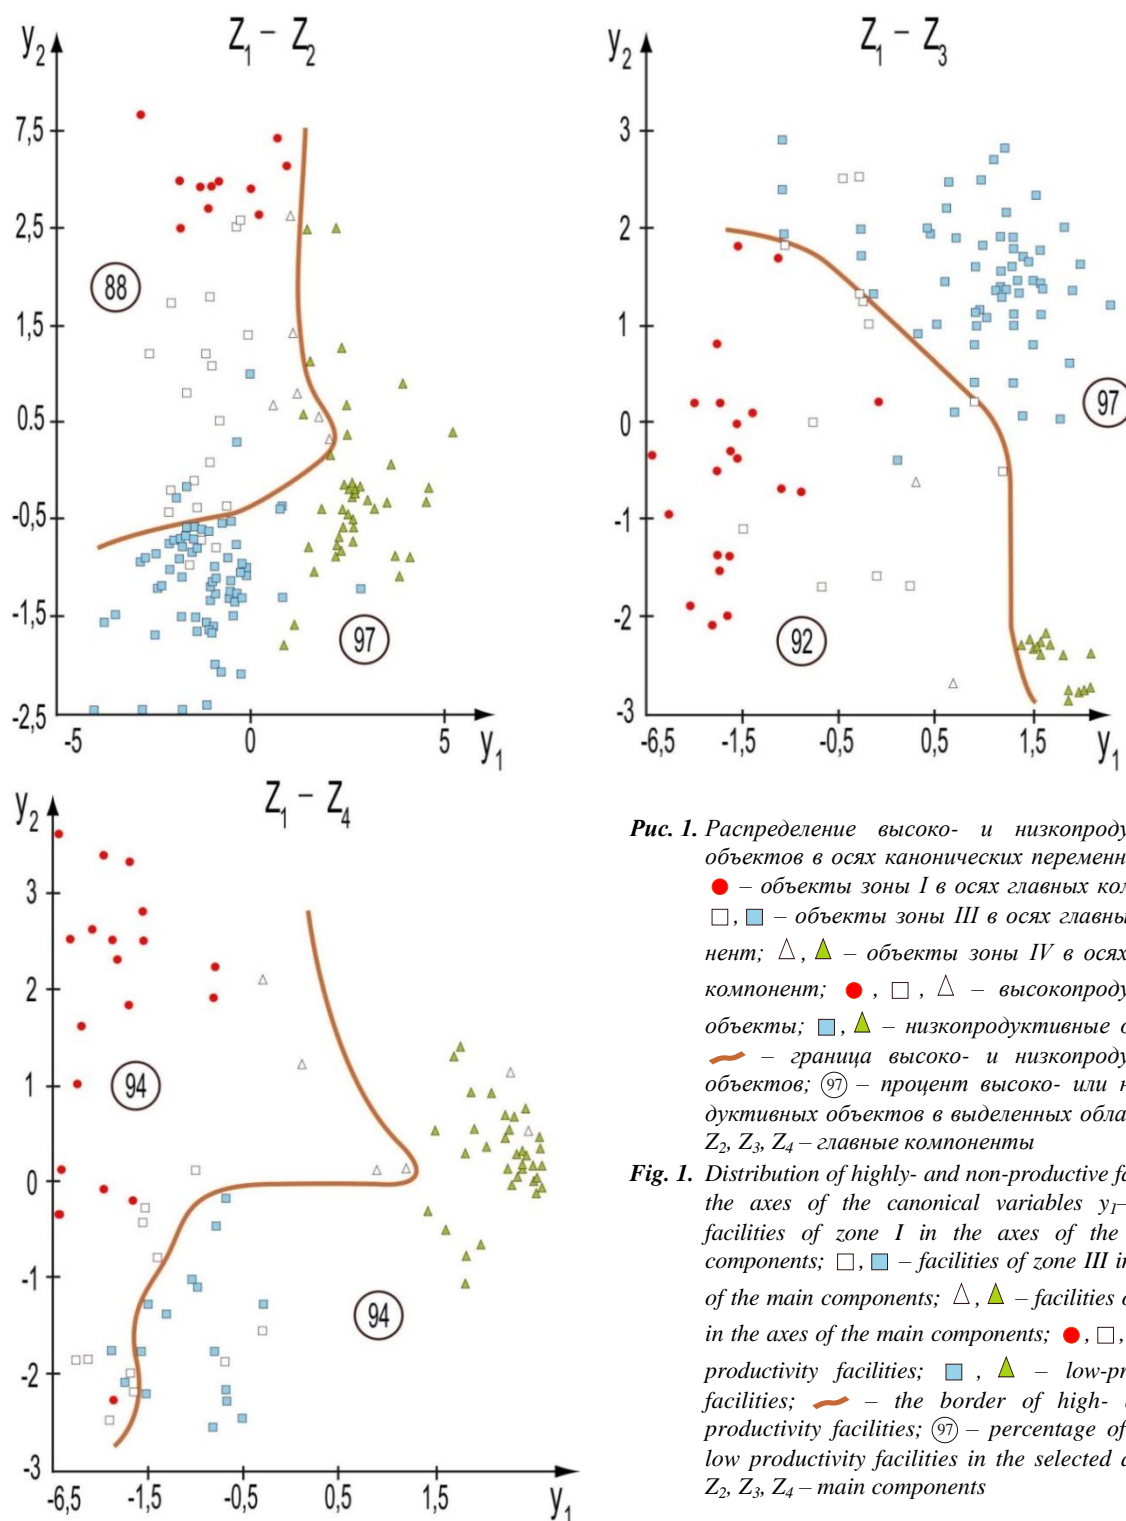 Z1 – Z2
y2
7,5
2,5
88
1,5
0,5
-0,5
-1,5
97
-2,5
-5 0 5 y1
Z1 – Z3
y2
3
2
1
97
0
-1
-2
92
-3
-6,5 -1,5 -0,5 0,5 1,5 y1
Z1 – Z4
y2
3
2
94
1
0
-1
94
-2
-3
-6,5 -1,5 -0,5 0,5 1,5 y1
Рис. 1. Распределение высоко- и низкопроду
объектов в осях канонических переменн
– объекты зоны I в осях главных ком
, – объекты зоны III в осях главны
нент; , – объекты зоны IV в осях
компонент; , , – высокопроду
объекты; , – низкопродуктивные о
– граница высоко- и низкопроду
объектов; 97 – процент высоко- или н
дуктивных объектов в выделенных обла
Z2, Z3, Z4 – главные компоненты
Fig. 1. Distribution of highly- and non-productive fa
the axes of the canonical variables y1–
facilities of zone I in the axes of the
components; , – facilities of zone III in
of the main components; , – facilities o
in the axes of the main components; , ,
productivity facilities; , – low-pr
facilities; – the border of high-
productivity facilities; 97 – percentage of
low productivity facilities in the selected a
Z2, Z3, Z4 – main components